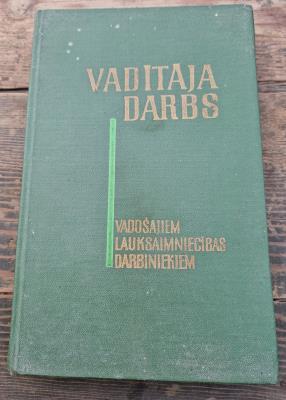 VADĪTĀJA
DARBS
VADOŠAJIEM
LAUKSAIMNIECĪBAS
DARBINIEKIEM